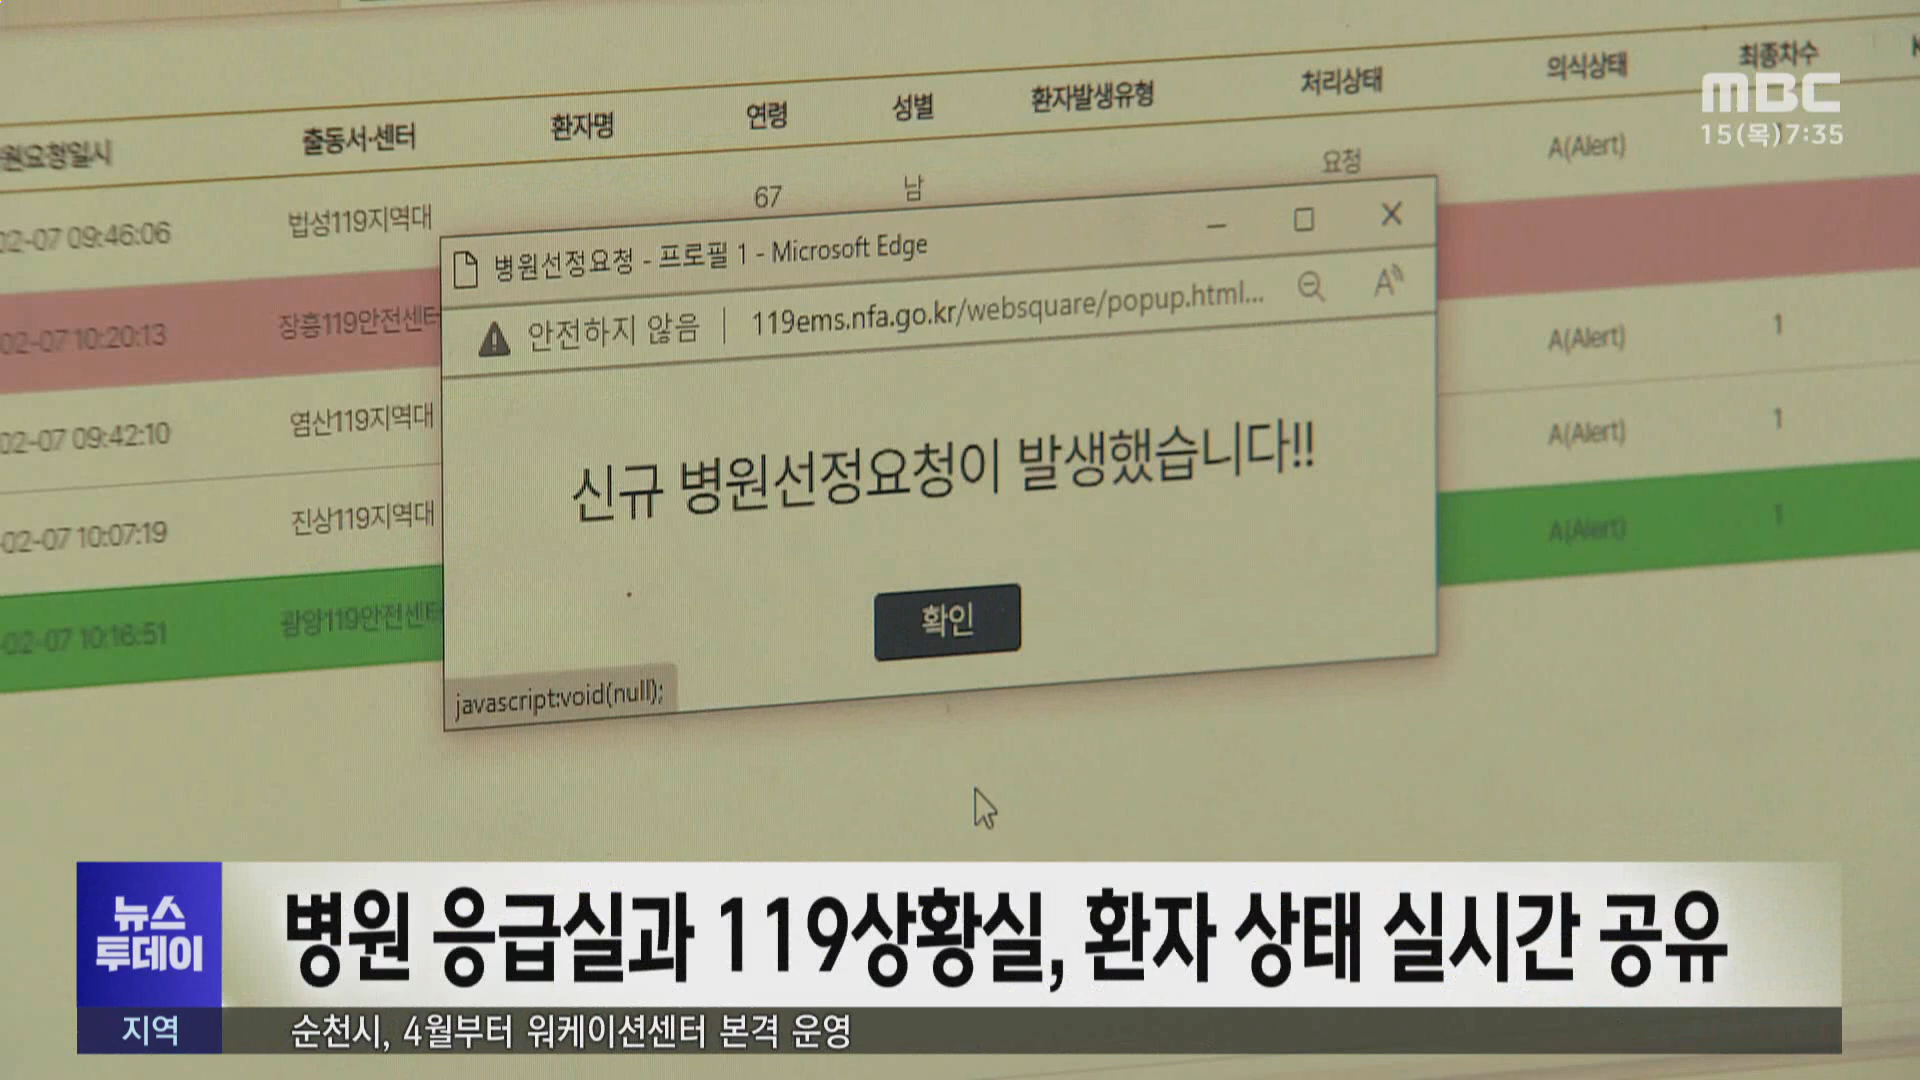 출동서·센터 환자명 연령 성별 환자발생유형 처리상태 의식상태 최종차수
MBC
15(목)7:35
02-07 09:46:06 법성119지역대 67 남 요청 A(Alert)
02-07 10:20:13 장흥119안전센터
02-07 09:42:10 염산119지역대
02-07 10:07:19 진상119지역대
02-07 10:16:51 광양119안전센터
A(Alert) 1
A(Alert) 1
A(Alert) 1
병원선정요청 - 프로필 1 - Microsoft Edge
안전하지 않음 119ems.nfa.go.kr/websquare/popup.html...
신규 병원선정요청이 발생했습니다!!
확인
javascript:void(null);
뉴스
투데이
병원 응급실과 119상황실, 환자 상태 실시간 공유
지역
순천시, 4월부터 워케이션센터 본격 운영